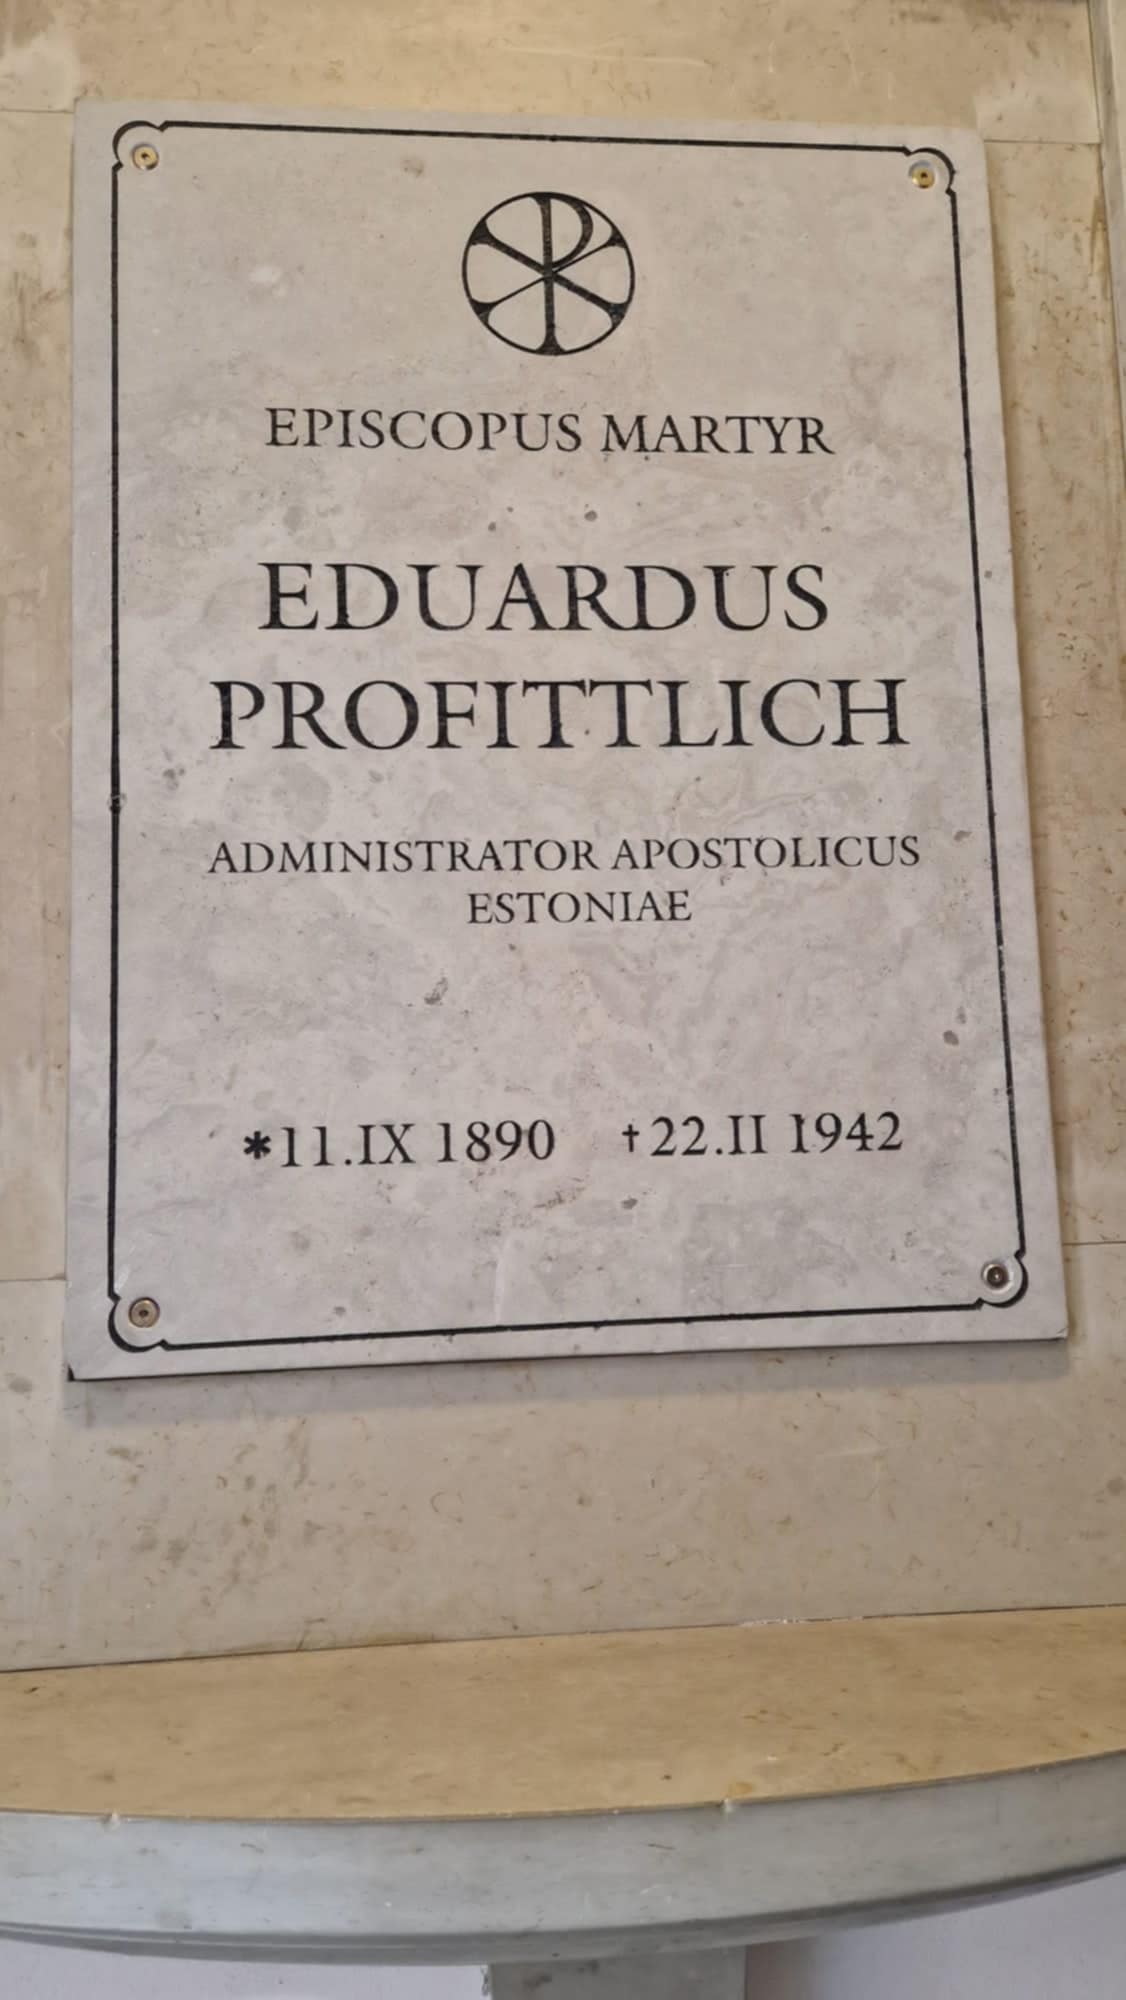 EPISCOPUS MARTYR
EDUARDUS
PROFITTLICH
ADMINISTRATOR APOSTOLICUS
ESTONIAE
*11.IX 1890 †22.II 1942